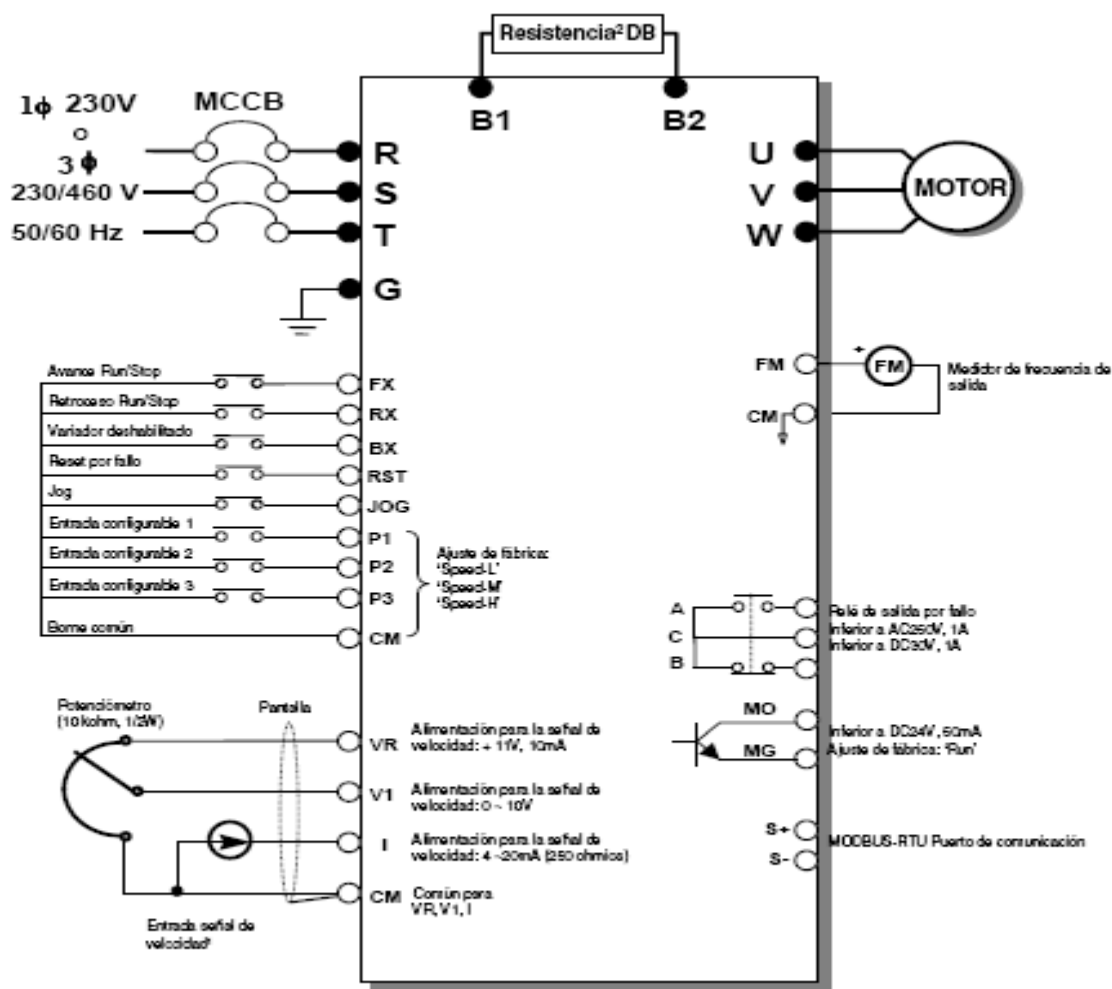 Resistencia² DB
B1
B2
1ϕ 230V
o
3 ϕ
230/460 V
50/60 Hz
MCCB
R
S
T
G
U
V
W
MOTOR
Avance Run/Stop
FX
Retroceso Run/Stop
RX
Variador deshabilitado
BX
Reset por fallo
RST
Jog
JOG
Entrada configurable 1
P1
Entrada configurable 2
P2
Entrada configurable 3
P3
Borne común
CM
Ajuste de fábrica:
'Speed-L'
'Speed-M'
'Speed-H'
FM
+
FM
CM
Medidor de frecuencia de
salida
A
C
B
Relé de salida por fallo
Inferior a AC250V, 1A
Inferior a DC30V, 1A
MO
MG
Inferior a DC24V, 50mA
Ajuste de fábrica: 'Run'
S+
S-
MODBUS-RTU Puerto de comunicación
Potenciómetro
(10 kohm, 1/2W)
Pantalla
VR
Alimentación para la señal de
velocidad: + 11V, 10mA
V1
Alimentación para la señal de
velocidad: 0 ~ 10V
I
Alimentación para la señal de
velocidad: 4 ~20mA (250 ohmios)
CM
Común para
VR, V1, I
Entrada señal de
velocidad